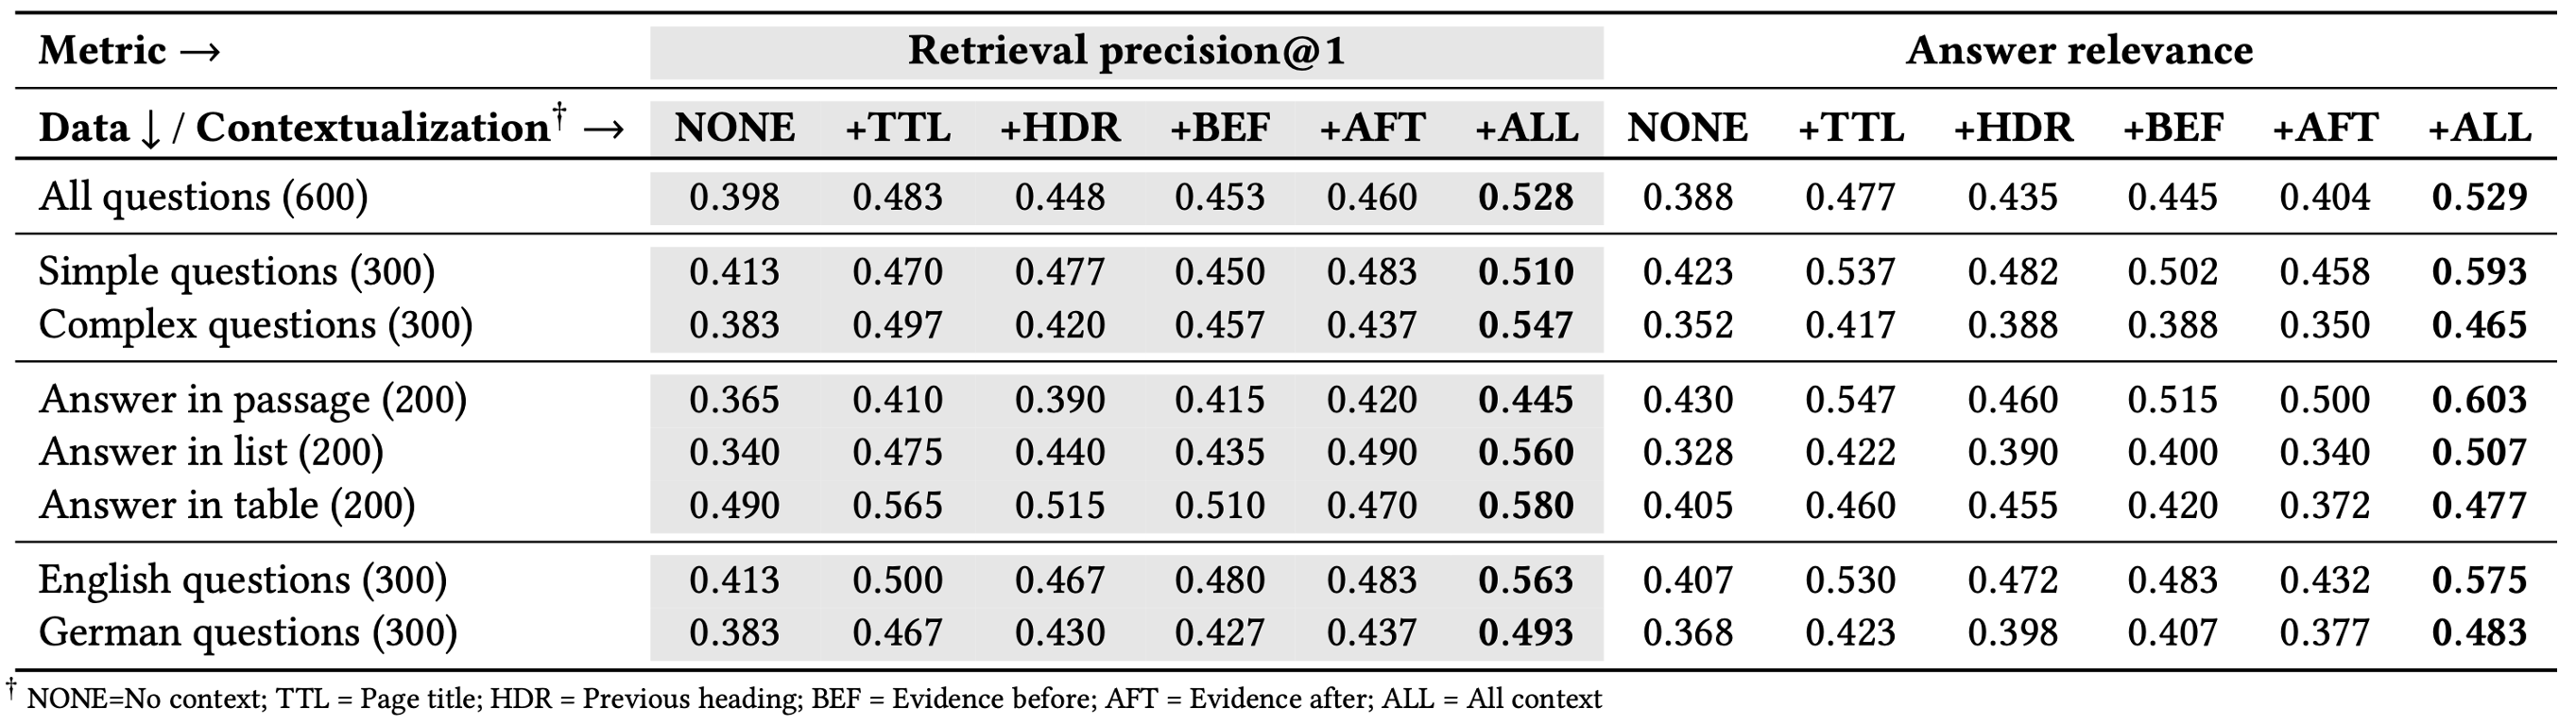 Metric → Retrieval precision@1 Answer relevance
Data ↓ / Contextualization† → NONE +TTL +HDR +BEF +AFT +ALL NONE +TTL +HDR +BEF +AFT +ALL
All questions (600) 0.398 0.483 0.448 0.453 0.460 0.528 0.388 0.477 0.435 0.445 0.404 0.529
Simple questions (300) 0.413 0.470 0.477 0.450 0.483 0.510 0.423 0.537 0.482 0.502 0.458 0.593
Complex questions (300) 0.383 0.497 0.420 0.457 0.437 0.547 0.352 0.417 0.388 0.388 0.350 0.465
Answer in passage (200) 0.365 0.410 0.390 0.415 0.420 0.445 0.430 0.547 0.460 0.515 0.500 0.603
Answer in list (200) 0.340 0.475 0.440 0.435 0.490 0.560 0.328 0.422 0.390 0.400 0.340 0.507
Answer in table (200) 0.490 0.565 0.515 0.510 0.470 0.580 0.405 0.460 0.455 0.420 0.372 0.477
English questions (300) 0.413 0.500 0.467 0.480 0.483 0.563 0.407 0.530 0.472 0.483 0.432 0.575
German questions (300) 0.383 0.467 0.430 0.427 0.437 0.493 0.368 0.423 0.398 0.407 0.377 0.483
† NONE=No context; TTL = Page title; HDR = Previous heading; BEF = Evidence before; AFT = Evidence after; ALL = All context